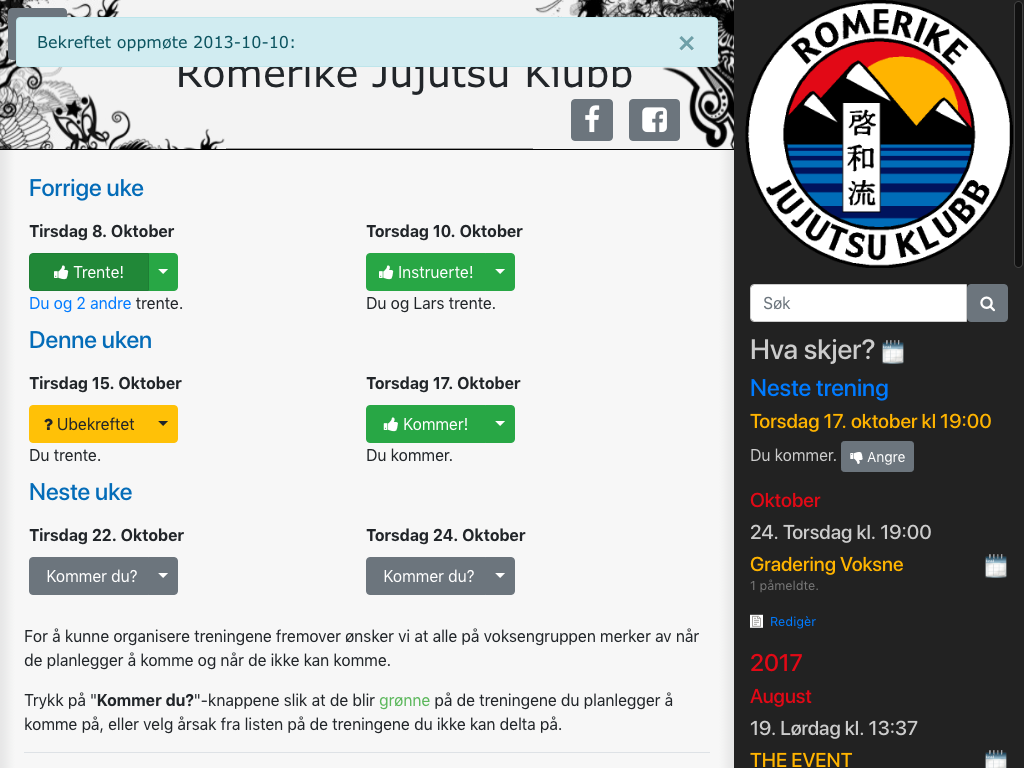 Bekreftet oppmøte 2013-10-10:
×
Romerike Jujutsu Klubb
Forrige uke
Tirsdag 8. Oktober
Trente!
Du og 2 andre trente.
Torsdag 10. Oktober
Instruerte!
Du og Lars trente.
Denne uken
Tirsdag 15. Oktober
? Ubekreftet
Du trente.
Torsdag 17. Oktober
Kommer!
Du kommer.
Neste uke
Tirsdag 22. Oktober
Kommer du?
Torsdag 24. Oktober
Kommer du?
For å kunne organisere treningene fremover ønsker vi at alle på voksengruppen merker av når
de planlegger å komme og når de ikke kan komme.
Trykk på "Kommer du?"-knappene slik at de blir grønne på de treningene du planlegger å
komme på, eller velg årsak fra listen på de treningene du ikke kan delta på.
ROMERIKE
啓和流
JUJUTSU KLUBB
Søk
Hva skjer?
Neste trening
Torsdag 17. oktober kl 19:00
Du kommer. Angre
Oktober
24. Torsdag kl. 19:00
Gradering Voksne
1 påmeldte.
Redigèr
2017
August
19. Lørdag kl. 13:37
THE EVENT